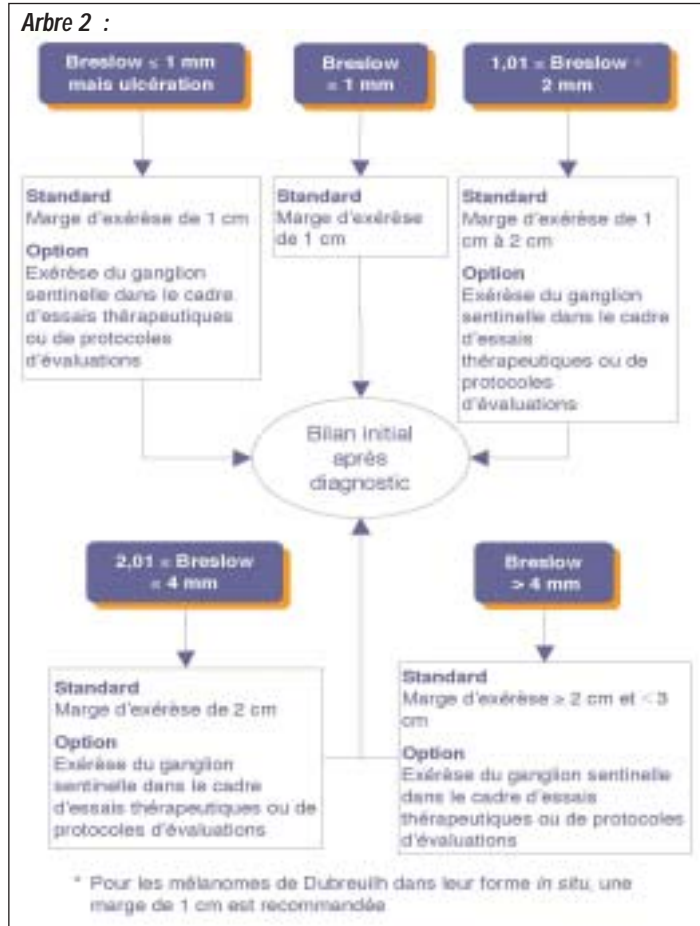 Arbre 2 :
Breslow ≤ 1 mm
mais ulcération
Breslow
≤ 1 mm
1,01 ≤ Breslow <
2 mm
Standard
Marge d'exérèse de 1 cm
Option
Exérèse du ganglion
sentinelle dans le cadre
d'essais thérapeutiques
ou de protocoles
d'évaluations
Standard
Marge d'exérèse
de 1 cm
Standard
Marge d'exérèse de 1
cm à 2 cm
Option
Exérèse du ganglion
sentinelle dans le cadre
d'essais
thérapeutiques ou de
protocoles
d'évaluations
Bilan initial
après
diagnostic
2,01 ≤ Breslow
≤ 4 mm
Breslow
> 4 mm
Standard
Marge d'exérèse de 2 cm
Option
Exérèse du ganglion
sentinelle dans le cadre
d'essais thérapeutiques ou de
protocoles d'évaluations
Standard
Marge d'exérèse ≥ 2 cm et < 3
cm
Option
Exérèse du ganglion sentinelle
dans le cadre d'essais
thérapeutiques ou de protocoles
d'évaluations
* Pour les mélanomes de Dubreuilh dans leur forme in situ, une
marge de 1 cm est recommandée